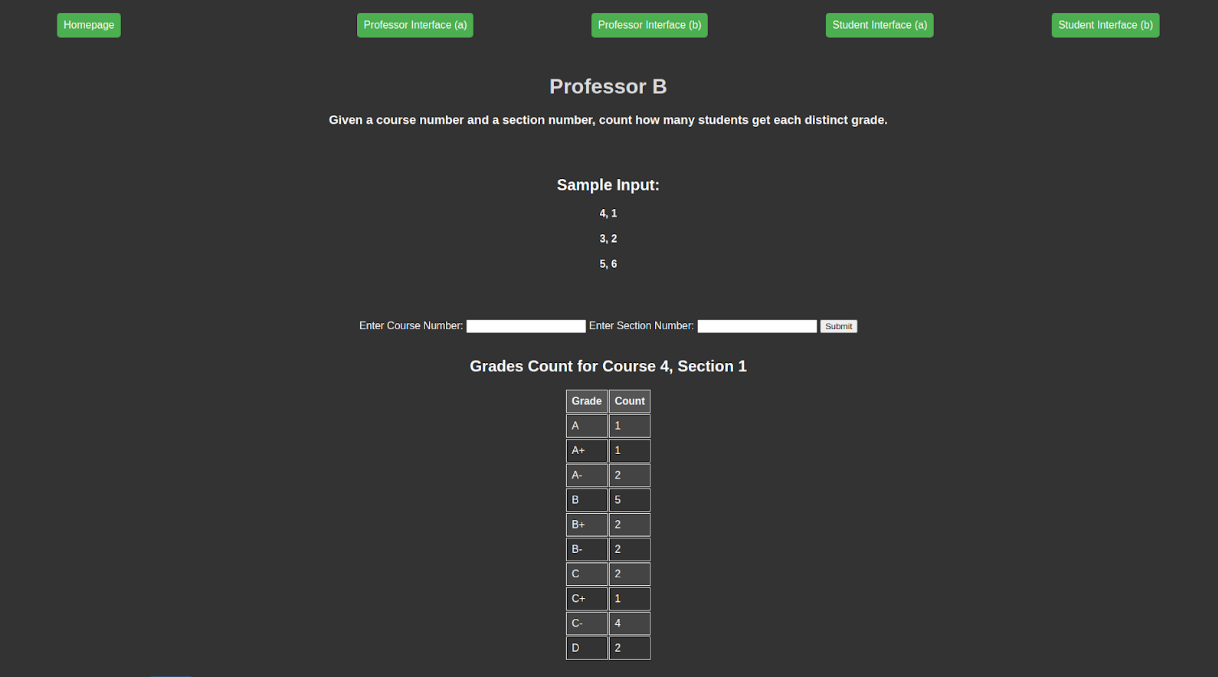 Homepage Professor Interface (a) Professor Interface (b) Student Interface (a) Student Interface (b)
Professor B
Given a course number and a section number, count how many students get each distinct grade.
Sample Input:
4, 1
3, 2
5, 6
Enter Course Number: Enter Section Number: Submit
Grades Count for Course 4, Section 1
Grade Count
A 1
A+ 1
A- 2
B 5
B+ 2
B- 2
C 2
C+ 1
C- 4
D 2